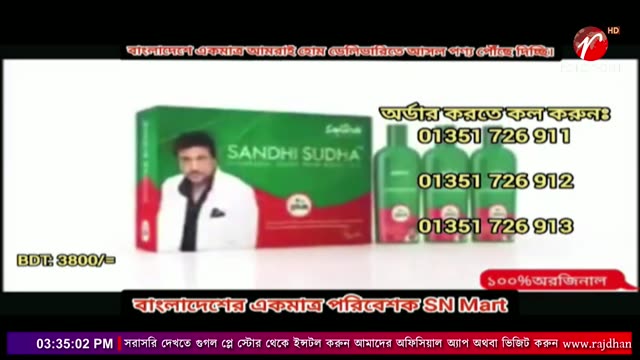 বাংলাদেশে একমাত্র আমরাই হোম ডেলিভারিতে আসল পণ্য পৌঁছে দিচ্ছি।
HD
অর্ডার করতে কল করুনঃ
01351 726 911
SANDHI SUDHA
01351 726 912
01351 726 913
BDT: 3800/=
১০০%অরজিনাল
বাংলাদেশের একমাত্র পরিবেশক SN Mart
03:35:02 PM সরাসরি দেখতে গুগল প্লে স্টোর থেকে ইন্সটল করুন আমাদের অফিসিয়াল অ্যাপ অথবা ভিজিট করুন www.rajdhan